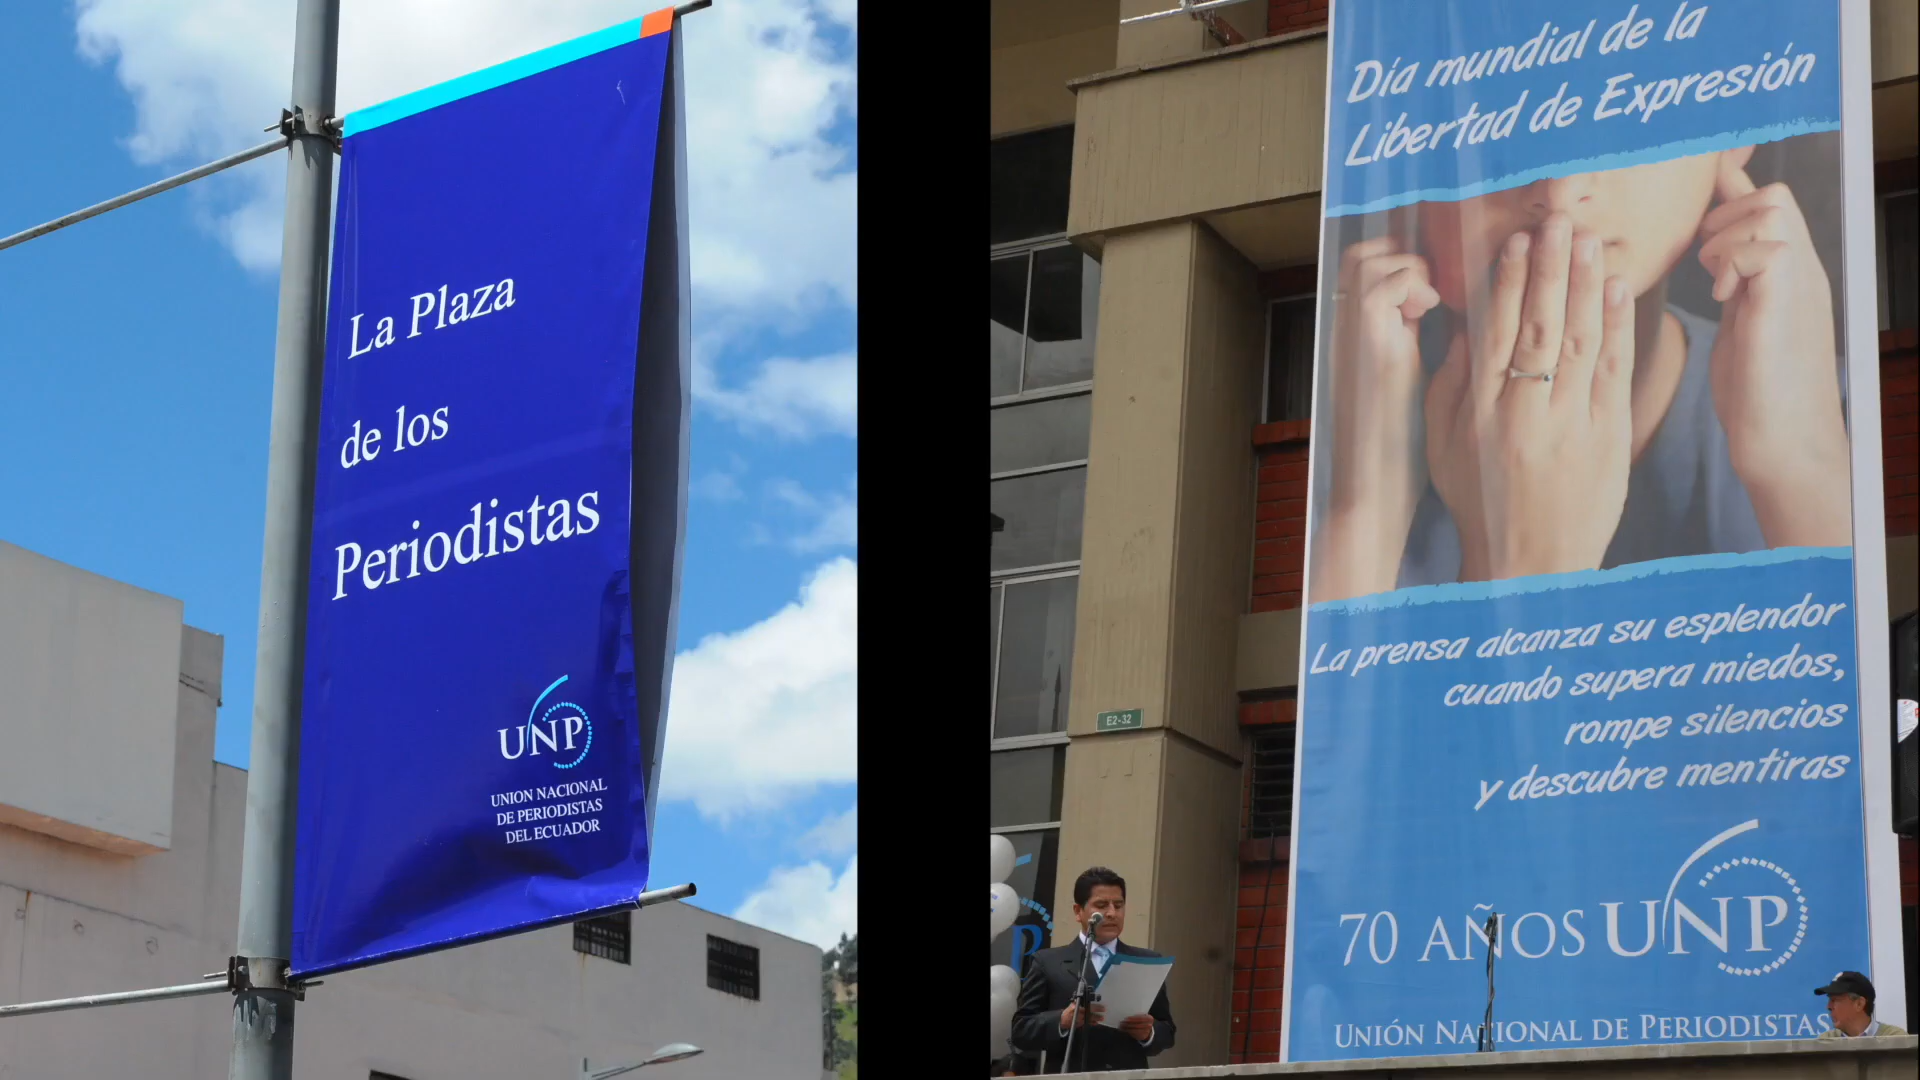 La Plaza
de los
Periodistas
UNP
UNION NACIONAL
DE PERIODISTAS
DEL ECUADOR
Día mundial de la
Libertad de Expresión
La prensa alcanza su esplendor
cuando supera miedos,
rompe silencios
y descubre mentiras
70 AÑOS UNP
UNIÓN NACIONAL DE PERIODISTAS
E2-32